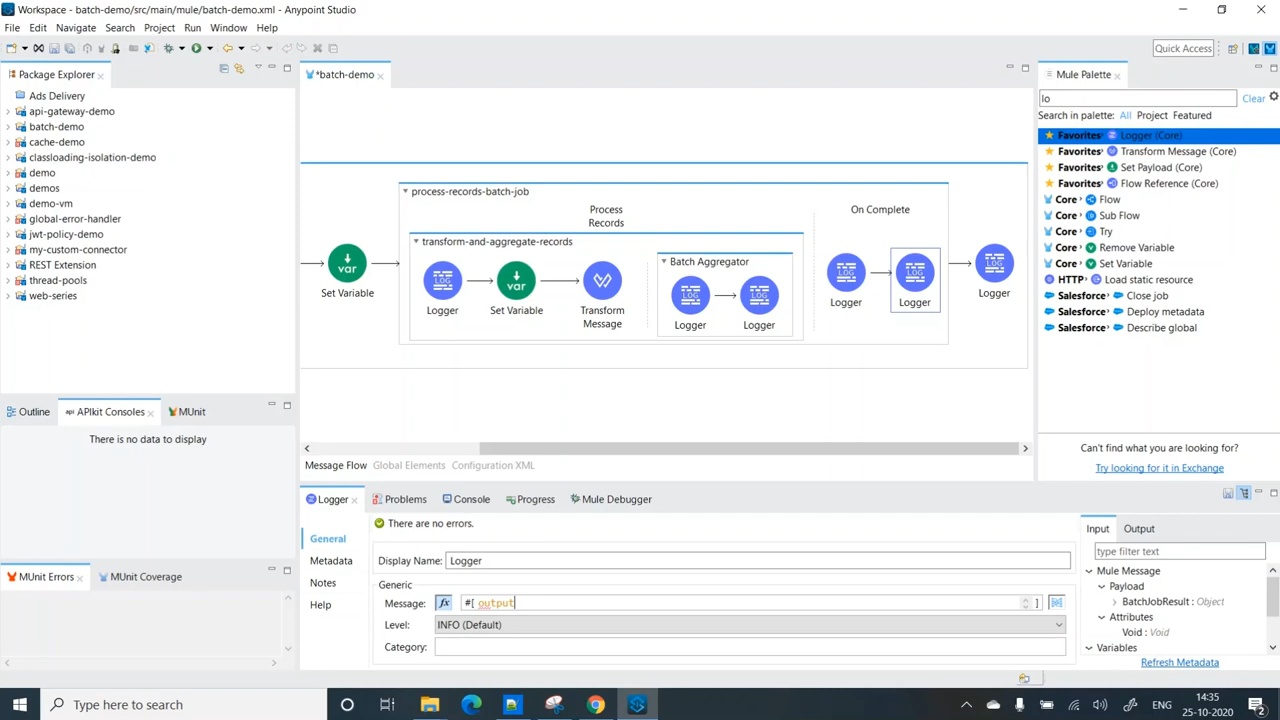 Workspace - batch-demo/src/main/mule/batch-demo.xml - Anypoint Studio
File Edit Navigate Search Project Run Window Help
Quick Access
Package Explorer
Ads Delivery
api-gateway-demo
batch-demo
cache-demo
classloading-isolation-demo
demo
demos
demo-vm
global-error-handler
jwt-policy-demo
my-custom-connector
REST Extension
thread-pools
web-series
Outline
API APIkit Consoles
MUnit
There is no data to display
MUnit Errors
MUnit Coverage
*batch-demo
process-records-batch-job
Process
Records
On Complete
transform-and-aggregate-records
Batch Aggregator
var
LOG
var
LOG
LOG
LOG
LOG
LOG
Set Variable
Logger
Set Variable
Transform
Message
Logger
Logger
Logger
Logger
Logger
Message Flow Global Elements Configuration XML
Mule Palette
lo
Clear
Search in palette: All Project Featured
Favorites Logger (Core)
Favorites Transform Message (Core)
Favorites Set Payload (Core)
Favorites Flow Reference (Core)
Core Flow
Core Sub Flow
Core Try
Core Remove Variable
Core Set Variable
HTTP Load static resource
Salesforce Close job
Salesforce Deploy metadata
Salesforce Describe global
Can't find what you are looking for?
Try looking for it in Exchange
Logger
Problems
Console
Progress
Mule Debugger
There are no errors.
General
Metadata
Notes
Help
Display Name: Logger
Generic
Message: fx #[ output ]
Level: INFO (Default)
Category:
Input
Output
type filter text
Mule Message
Payload
BatchJobResult : Object
Attributes
Void : Void
Variables
Refresh Metadata
Type here to search
ENG
14:35
25-10-2020
2